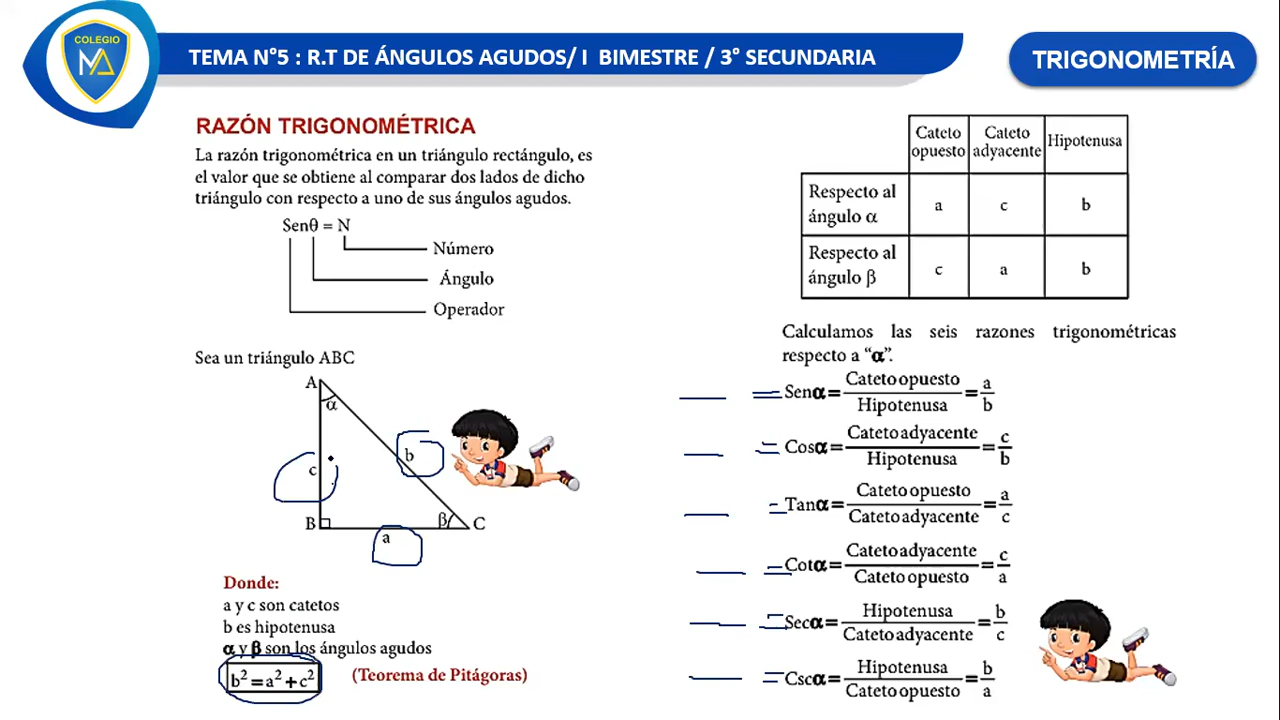 COLEGIO
MA
TEMA N°5 : R.T DE ÁNGULOS AGUDOS/ I BIMESTRE / 3° SECUNDARIA
TRIGONOMETRÍA
RAZÓN TRIGONOMÉTRICA
La razón trigonométrica en un triángulo rectángulo, es
el valor que se obtiene al comparar dos lados de dicho
triángulo con respecto a uno de sus ángulos agudos.
Senθ = N
Número
Ángulo
Operador
Sea un triángulo ABC
A
α
c
b
B
β
C
a
Donde:
a y c son catetos
b es hipotenusa
α y β son los ángulos agudos
b² = a² + c² (Teorema de Pitágoras)
Cateto opuesto Cateto adyacente Hipotenusa
Respecto al ángulo α a c b
Respecto al ángulo β c a b
Calculamos las seis razones trigonométricas
respecto a “α”.
Senα = Cateto opuesto / Hipotenusa = a / b
Cosα = Cateto adyacente / Hipotenusa = c / b
Tanα = Cateto opuesto / Cateto adyacente = a / c
Cotα = Cateto adyacente / Cateto opuesto = c / a
Secα = Hipotenusa / Cateto adyacente = b / c
Cscα = Hipotenusa / Cateto opuesto = b / a